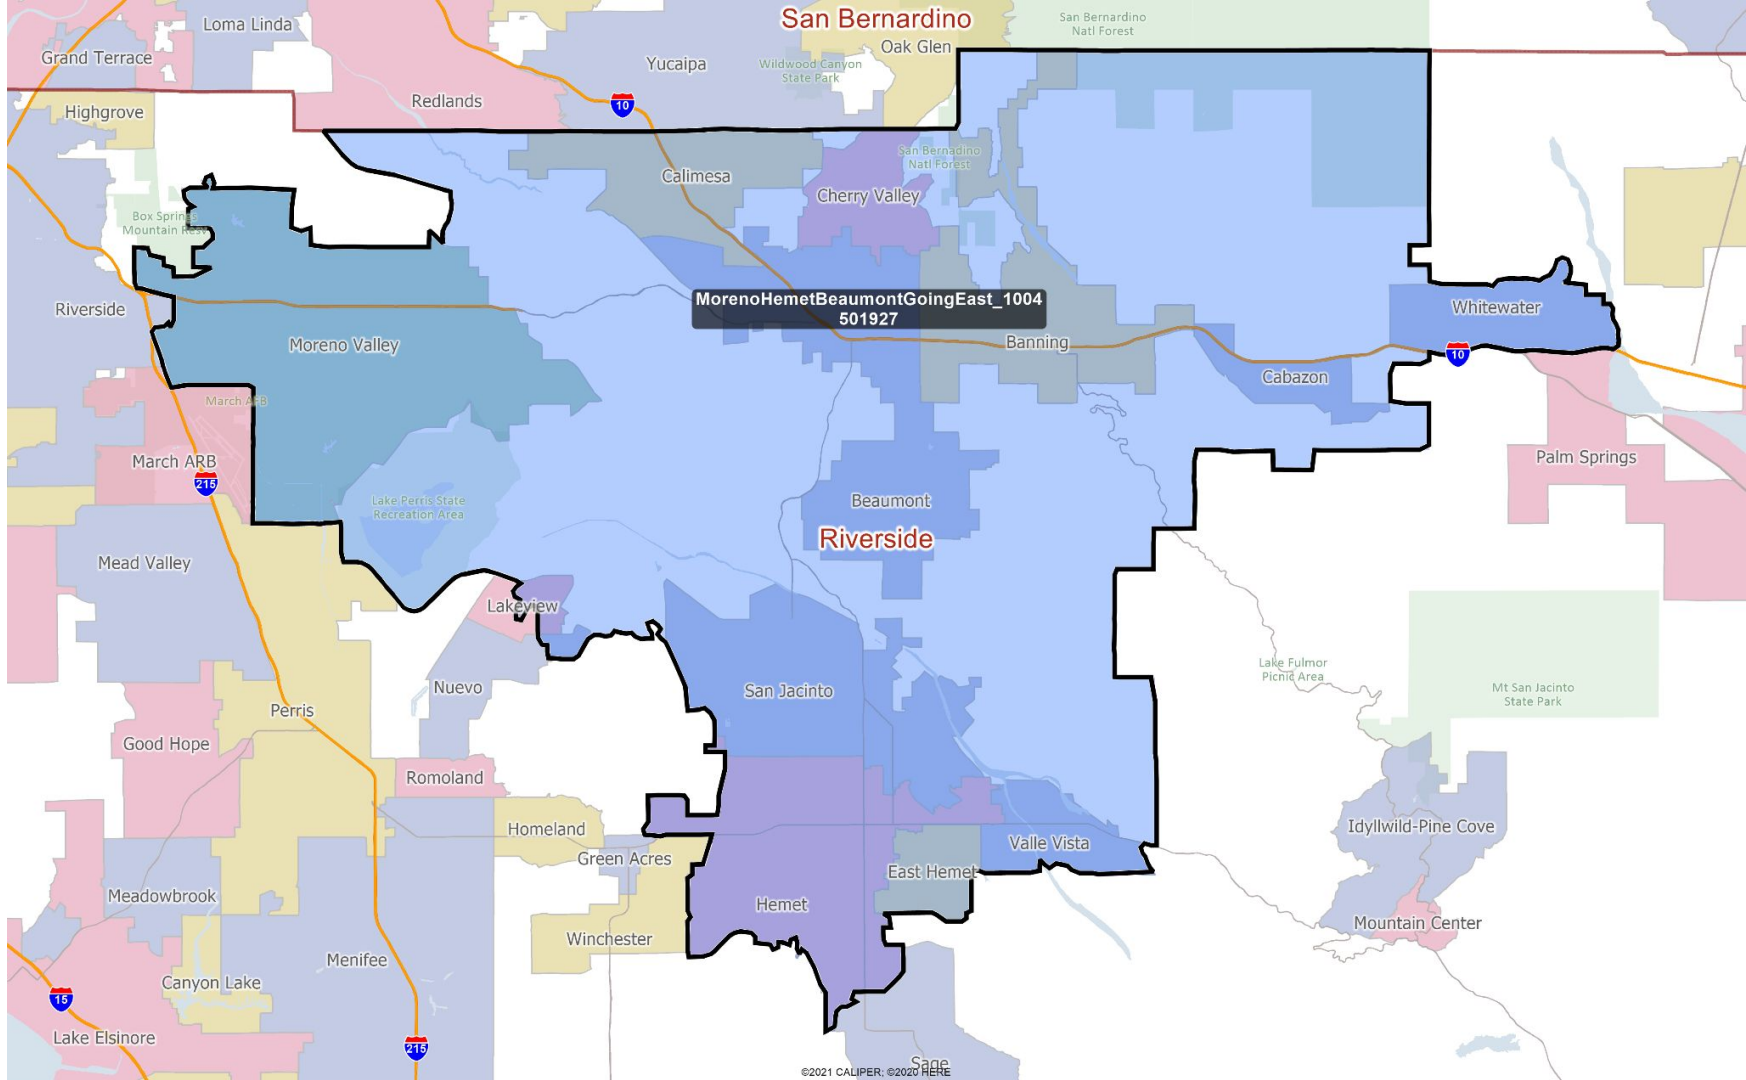 San Bernardino
San Bernardino
Natl Forest
Loma Linda
Oak Glen
Grand Terrace
Yucaipa
Wildwood Canyon
State Park
Redlands
10
Highgrove
San Bernadino
Natl Forest
Calimesa
Cherry Valley
Box Springs
Mountain Resv
MorenoHemetBeaumontGoingEast_1004
501927
Whitewater
Riverside
Moreno Valley
Banning
10
Cabazon
March AFB
March ARB
Palm Springs
215
Lake Perris State
Recreation Area
Beaumont
Riverside
Mead Valley
Lakeview
Lake Fulmor
Picnic Area
Nuevo
San Jacinto
Mt San Jacinto
State Park
Perris
Good Hope
Romoland
Homeland
Idyllwild-Pine Cove
Valle Vista
Green Acres
East Hemet
Meadowbrook
Hemet
Mountain Center
Winchester
Menifee
Canyon Lake
15
Lake Elsinore
215
Sage
©2021 CALIPER; ©2020 HERE